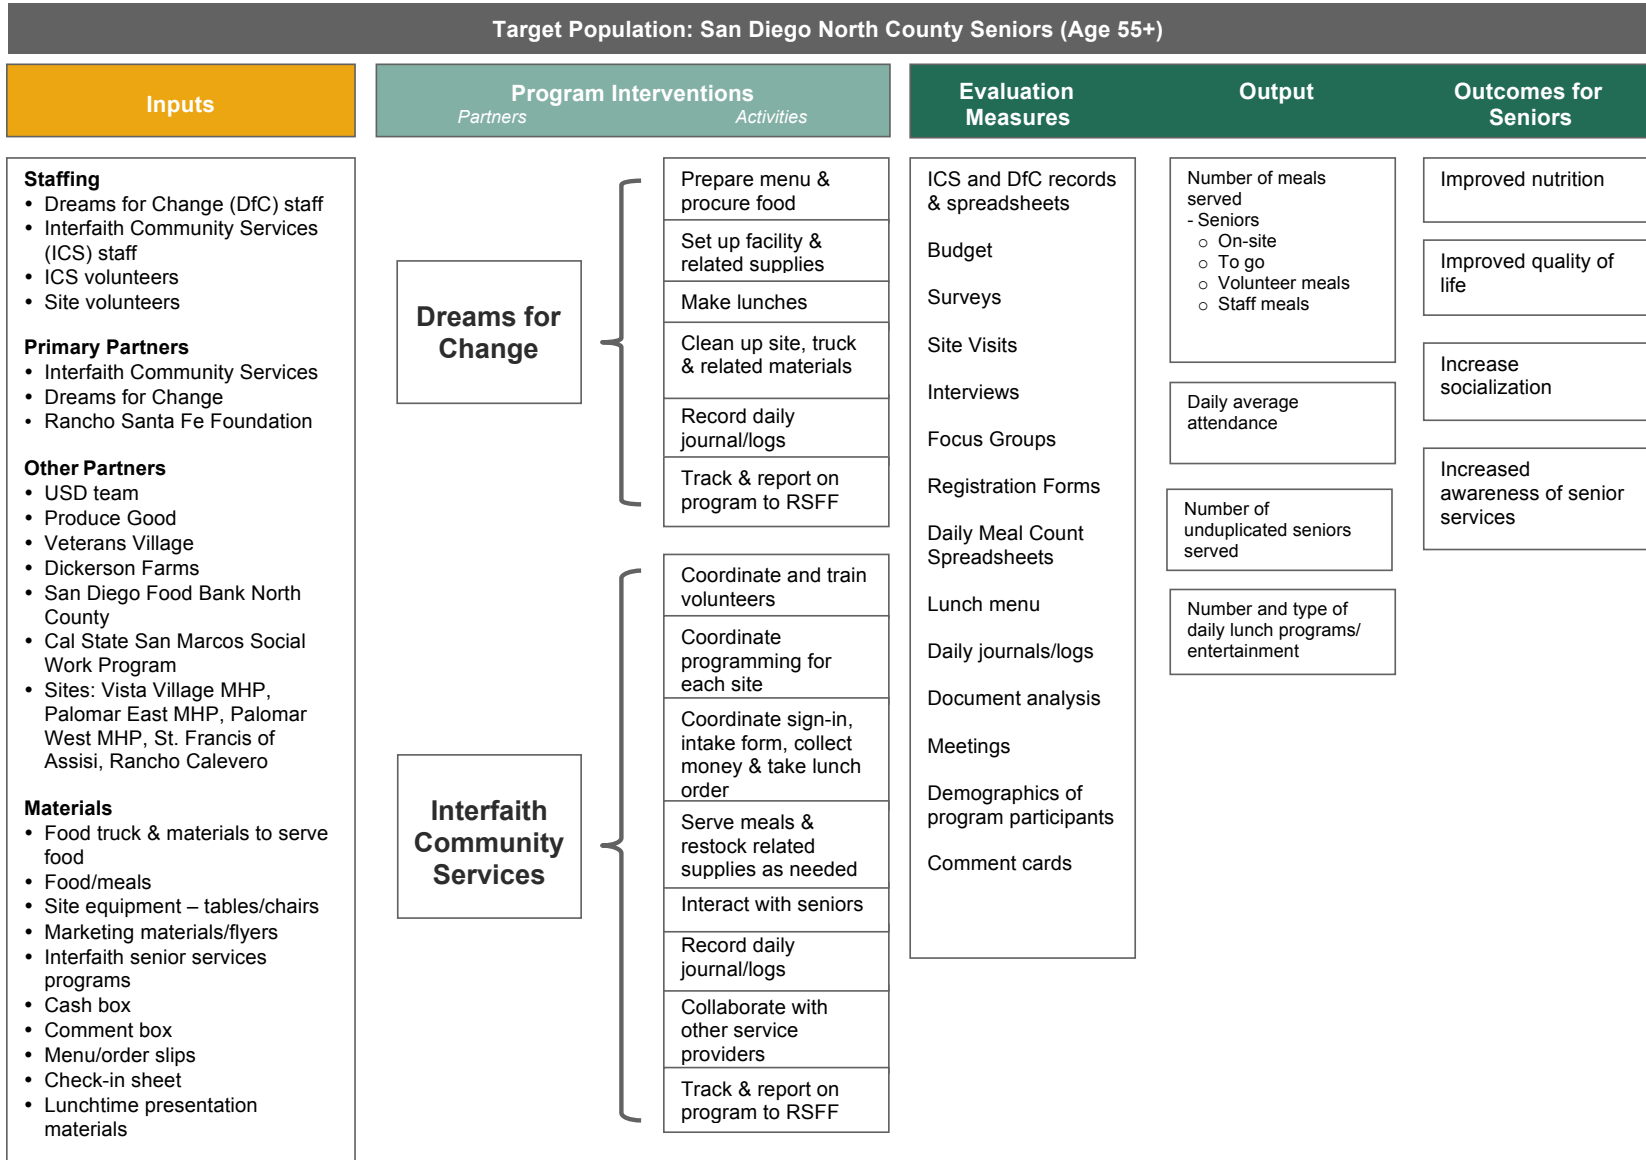 Target Population: San Diego North County Seniors (Age 55+)
Inputs
Program Interventions
Partners
Activities
Evaluation
Measures
Output
Outcomes for
Seniors
Staffing
• Dreams for Change (DfC) staff
• Interfaith Community Services
(ICS) staff
• ICS volunteers
• Site volunteers
Primary Partners
• Interfaith Community Services
• Dreams for Change
• Rancho Santa Fe Foundation
Other Partners
• USD team
• Produce Good
• Veterans Village
• Dickerson Farms
• San Diego Food Bank North
County
• Cal State San Marcos Social
Work Program
• Sites: Vista Village MHP,
Palomar East MHP, Palomar
West MHP, St. Francis of
Assisi, Rancho Calevero
Materials
• Food truck & materials to serve
food
• Food/meals
• Site equipment – tables/chairs
• Marketing materials/flyers
• Interfaith senior services
programs
• Cash box
• Comment box
• Menu/order slips
• Check-in sheet
• Lunchtime presentation
materials
Dreams for
Change
Prepare menu &
procure food
Set up facility &
related supplies
Make lunches
Clean up site, truck
& related materials
Record daily
journal/logs
Track & report on
program to RSFF
Interfaith
Community
Services
Coordinate and train
volunteers
Coordinate
programming for
each site
Coordinate sign-in,
intake form, collect
money & take lunch
order
Serve meals &
restock related
supplies as needed
Interact with seniors
Record daily
journal/logs
Collaborate with
other service
providers
Track & report on
program to RSFF
ICS and DfC records
& spreadsheets
Budget
Surveys
Site Visits
Interviews
Focus Groups
Registration Forms
Daily Meal Count
Spreadsheets
Lunch menu
Daily journals/logs
Document analysis
Meetings
Demographics of
program participants
Comment cards
Number of meals
served
- Seniors
o On-site
o To go
o Volunteer meals
o Staff meals
Daily average
attendance
Number of
unduplicated seniors
served
Number and type of
daily lunch programs/
entertainment
Improved nutrition
Improved quality of
life
Increase
socialization
Increased
awareness of senior
services